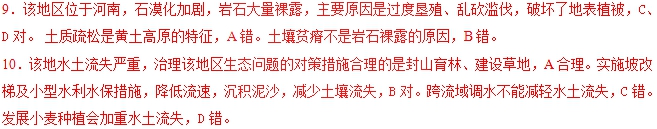 9．该地区位于河南，石漠化加剧，岩石大量裸露，主要原因是过度垦殖、乱砍滥伐，破坏了地表植被，C、
D 对。 土质疏松是黄土高原的特征，A 错。土壤贫瘠不是岩石裸露的原因，B 错。
10．该地水土流失严重，治理该地区生态问题的对策措施合理的是封山育林、建设草地，A 合理。实施坡改
梯及小型水利水保措施，降低流速，沉积泥沙，减少土壤流失，B 对。跨流域调水不能减轻水土流失，C 错。
发展小麦种植会加重水土流失，D 错。